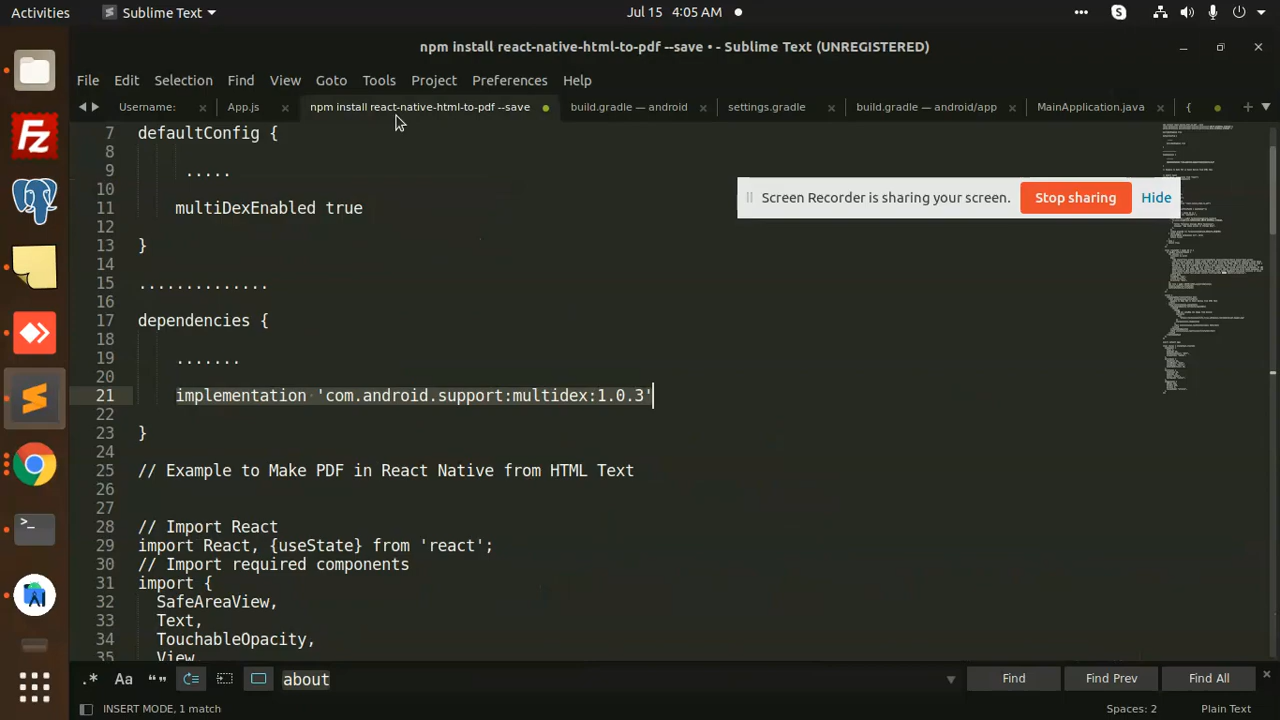 Activities
Sublime Text
Jul 15 4:05 AM
npm install react-native-html-to-pdf --save • - Sublime Text (UNREGISTERED)
File Edit Selection Find View Goto Tools Project Preferences Help
Username: App.js npm install react-native-html-to-pdf --save build.gradle — android settings.gradle build.gradle — android/app MainApplication.java {
Screen Recorder is sharing your screen. Stop sharing Hide
7 defaultConfig {
8
9 .....
10
11 multiDexEnabled true
12
13 }
14
15 ..............
16
17 dependencies {
18
19 .......
20
21 implementation 'com.android.support:multidex:1.0.3'
22
23 }
24
25 // Example to Make PDF in React Native from HTML Text
26
27
28 // Import React
29 import React, {useState} from 'react';
30 // Import required components
31 import {
32 SafeAreaView,
33 Text,
34 TouchableOpacity,
35 View
.* Aa about Find Find Prev Find All
INSERT MODE, 1 match Spaces: 2 Plain Text